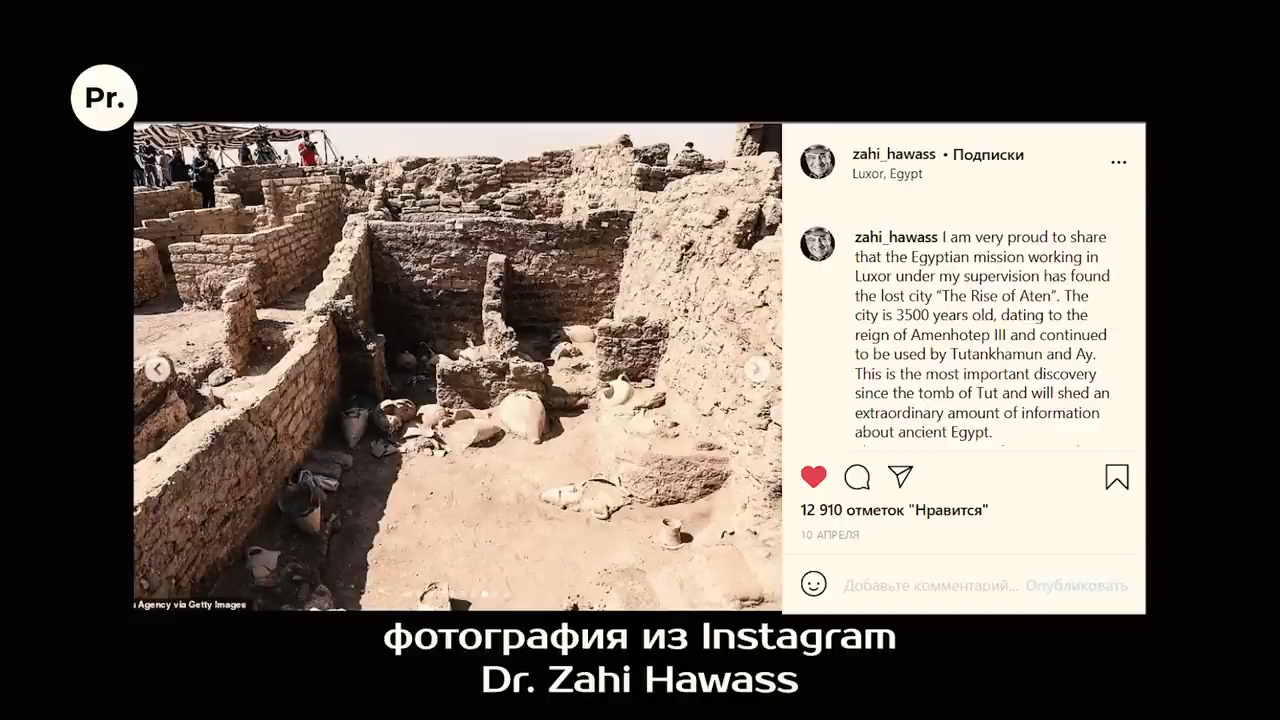 Pr.
zahi_hawass • Подписки
Luxor, Egypt
zahi_hawass I am very proud to share
that the Egyptian mission working in
Luxor under my supervision has found
the lost city “The Rise of Aten”. The
city is 3500 years old, dating to the
reign of Amenhotep III and continued
to be used by Tutankhamun and Ay.
This is the most important discovery
since the tomb of Tut and will shed an
extraordinary amount of information
about ancient Egypt.
12 910 отметок "Нравится"
10 АПРЕЛЯ
Добавьте комментарий... Опубликовать
Agency via Getty Images
фотография из Instagram
Dr. Zahi Hawass